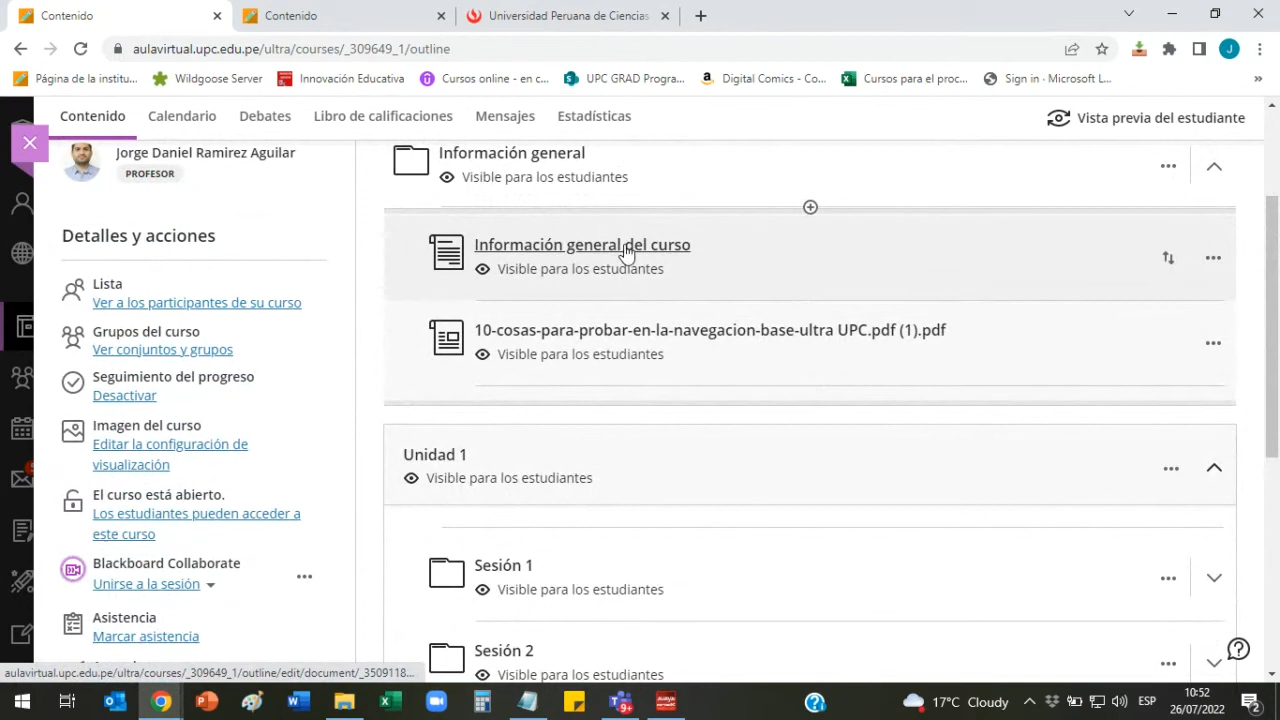 Contenido
Contenido
Universidad Peruana de Ciencias
aulavirtual.upc.edu.pe/ultra/courses/_309649_1/outline
J
Página de la institu...
Wildgoose Server
Innovación Educativa
Cursos online - en c...
UPC GRAD Progra...
Digital Comics - Co...
Cursos para el proc...
Sign in - Microsoft L...
»
Contenido
Calendario
Debates
Libro de calificaciones
Mensajes
Estadísticas
Vista previa del estudiante
Jorge Daniel Ramirez Aguilar
PROFESOR
Detalles y acciones
Lista
Ver a los participantes de su curso
Grupos del curso
Ver conjuntos y grupos
Seguimiento del progreso
Desactivar
Imagen del curso
Editar la configuración de
visualización
El curso está abierto.
Los estudiantes pueden acceder a
este curso
Blackboard Collaborate
Unirse a la sesión
Asistencia
Marcar asistencia
Información general
Visible para los estudiantes
Información general del curso
Visible para los estudiantes
10-cosas-para-probar-en-la-navegacion-base-ultra UPC.pdf (1).pdf
Visible para los estudiantes
Unidad 1
Visible para los estudiantes
Sesión 1
Visible para los estudiantes
Sesión 2
Visible para los estudiantes
aulavirtual.upc.edu.pe/ultra/courses/_309649_1/outline/edit/document/_3509118...
17°C Cloudy
ESP
10:52
26/07/2022